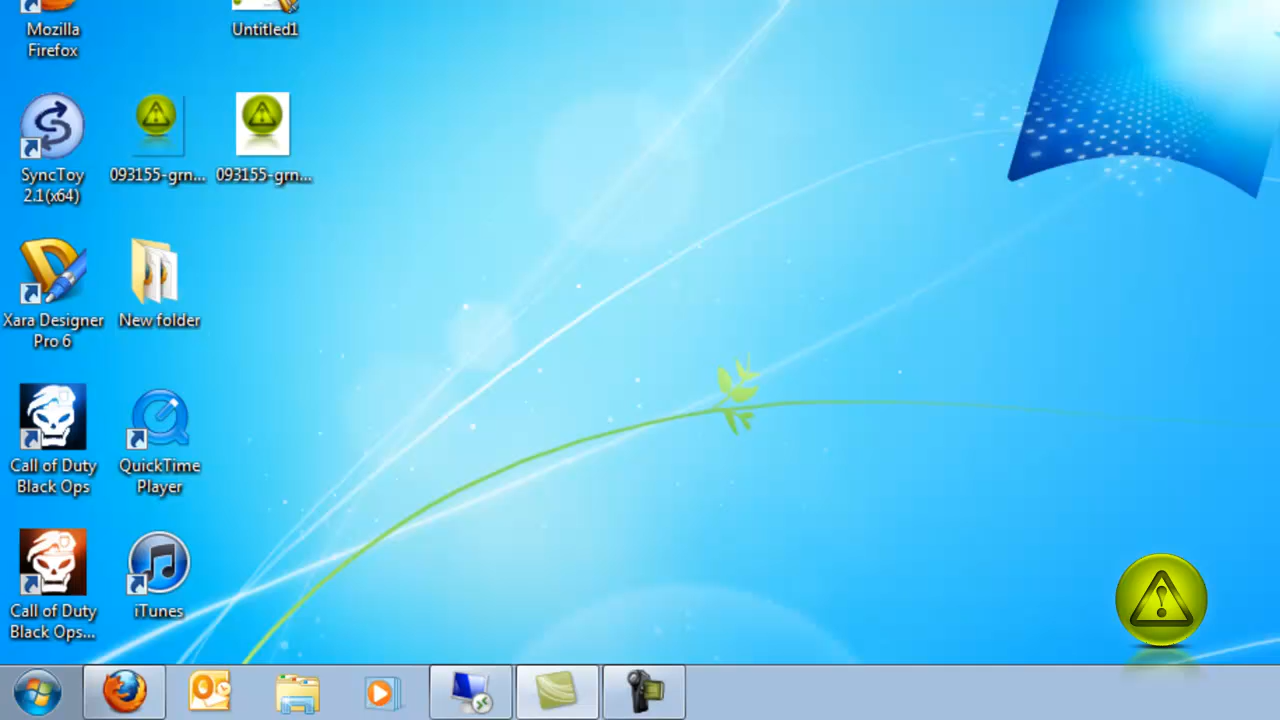 Mozilla
Firefox
Untitled1
SyncToy
2.1(x64)
093155-grn...
093155-grn...
Xara Designer
Pro 6
New folder
Call of Duty
Black Ops
QuickTime
Player
Call of Duty
Black Ops...
iTunes